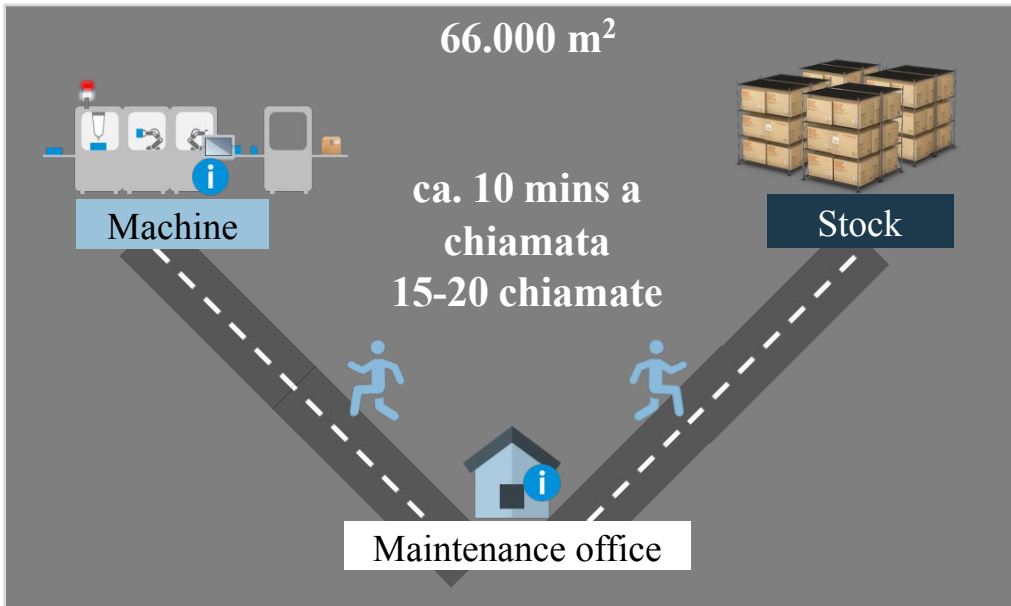 66.000 m²
ca. 10 mins a
chiamata
15-20 chiamate
Machine
Stock
i
i
Maintenance office